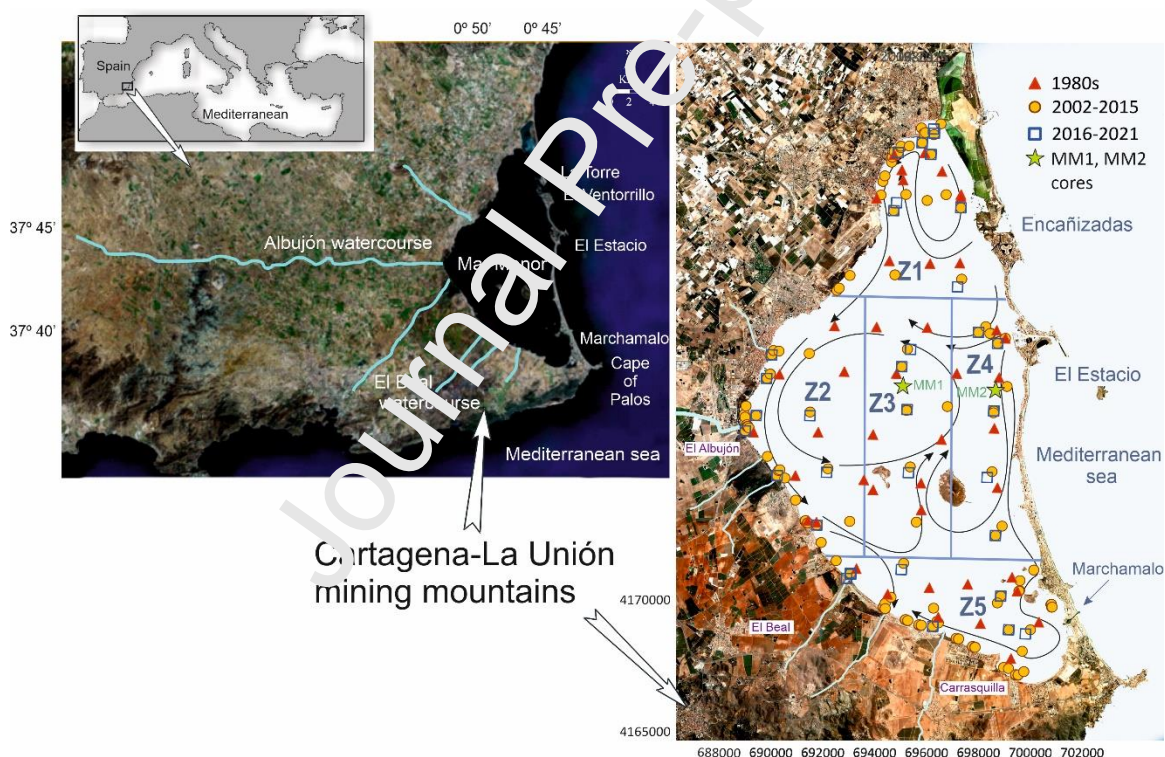 0º 50’ 0º 45’
Spain
Mediterranean
2
La Torre
El Ventorrillo
37º 45’
Albujón watercourse
El Estacio
Mar Menor
37º 40’
Marchamalo
El Beal
watercourse
Cape
of
Palos
Mediterranean sea
Cartagena-La Unión
mining mountains
Journal Pre-p
1980s
2002-2015
2016-2021
MM1, MM2
cores
Encañizadas
Z1
Z4
El Estacio
MM1
MM2
Z2
Z3
El Albujón
Mediterranean
sea
Marchamalo
4170000
Z5
El Beal
Carrasquilla
4165000
688000 690000 692000 694000 696000 698000 700000 702000